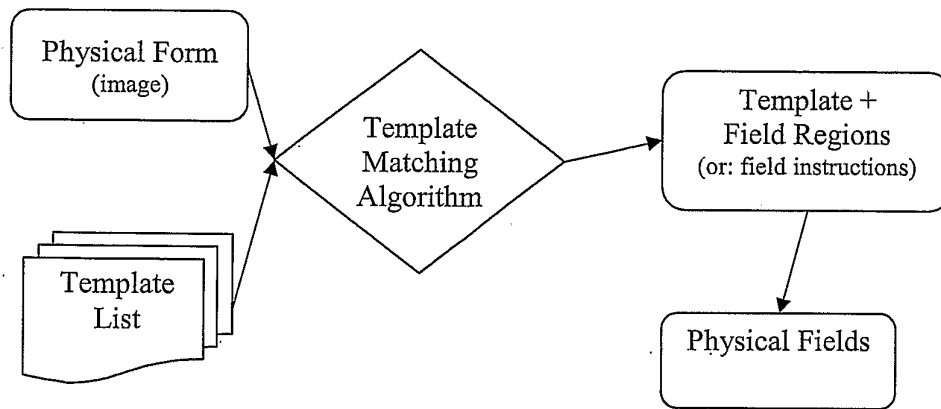 Physical Form
(image)
Template
Matching
Algorithm
Template +
Field Regions
(or: field instructions)
Template
List
Physical Fields